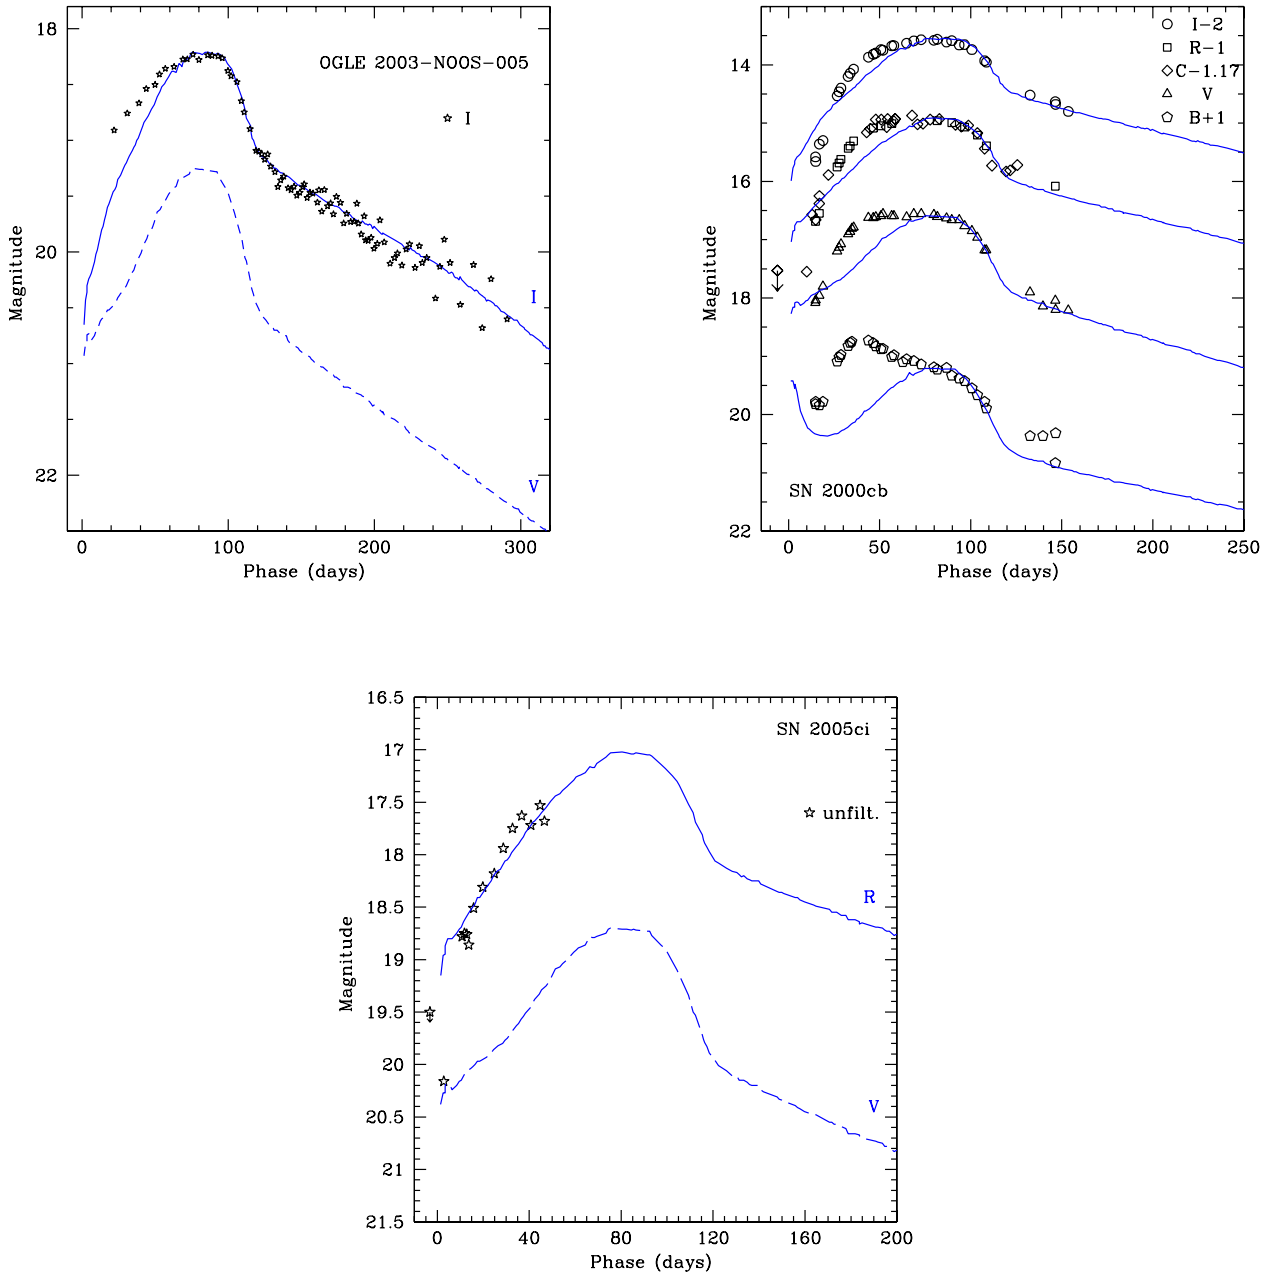 OGLE 2003-NOOS-005
I
I
V
18
20
22
0
100
200
300
Magnitude
Phase (days)
I-2
R-1
C-1.17
V
B+1
SN 2000cb
14
16
18
20
22
0
50
100
150
200
250
Magnitude
Phase (days)
SN 2005ci
unfilt.
R
V
16.5
17
17.5
18
18.5
19
19.5
20
20.5
21
21.5
0
40
80
120
160
200
Magnitude
Phase (days)